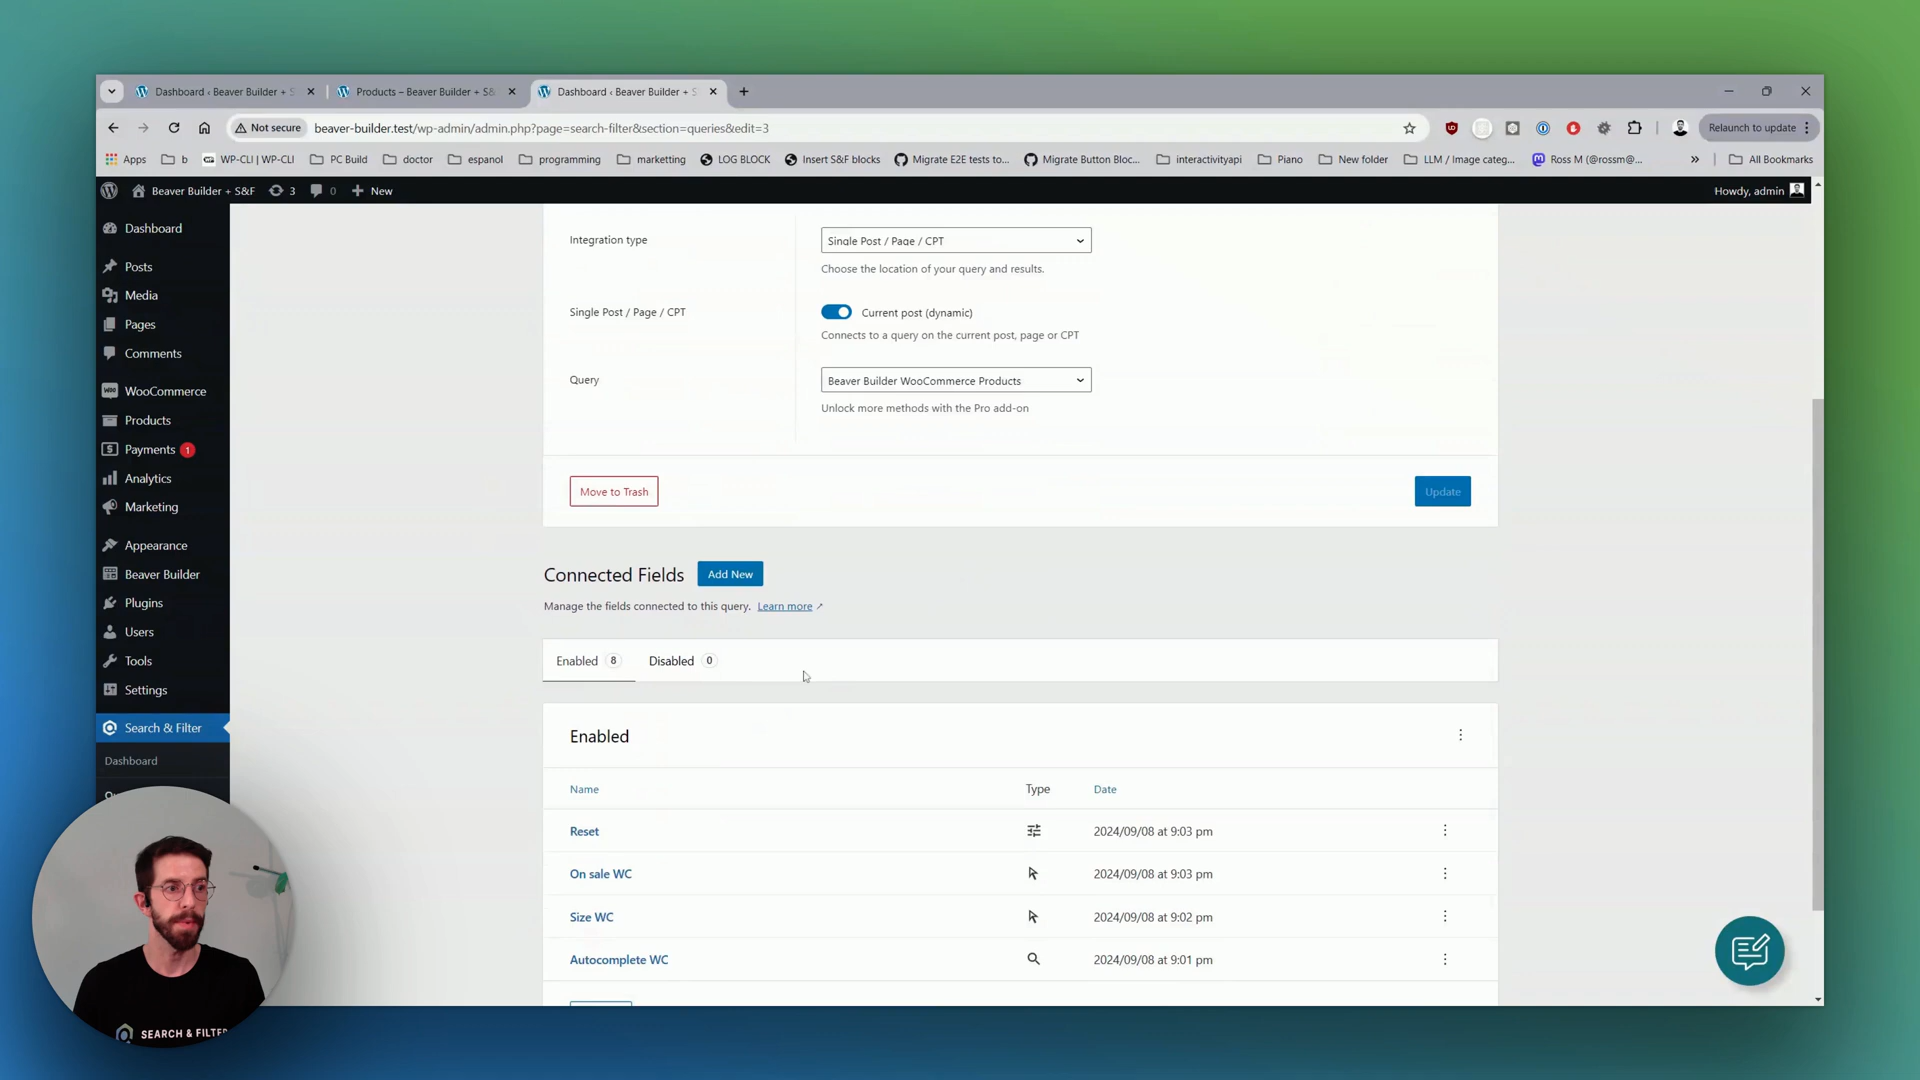 Dashboard ‹ Beaver Builder + S
Products – Beaver Builder + S&
Dashboard ‹ Beaver Builder + S
Not secure
beaver-builder.test/wp-admin/admin.php?page=search-filter&section=queries&edit=3
Relaunch to update
Apps
b
WP-CLI | WP-CLI
PC Build
doctor
espanol
programming
marketting
LOG BLOCK
Insert S&F blocks
Migrate E2E tests to...
Migrate Button Bloc...
interactivityapi
Piano
New folder
LLM / Image categ...
Ross M (@rossm@...
»
All Bookmarks
Beaver Builder + S&F
3
0
New
Howdy, admin
Dashboard
Posts
Media
Pages
Comments
WooCommerce
Products
Payments 1
Analytics
Marketing
Appearance
Beaver Builder
Plugins
Users
Tools
Settings
Search & Filter
Dashboard
Integration type
Single Post / Page / CPT
Choose the location of your query and results.
Single Post / Page / CPT
Current post (dynamic)
Connects to a query on the current post, page or CPT
Query
Beaver Builder WooCommerce Products
Unlock more methods with the Pro add-on
Move to Trash
Update
Connected Fields
Add New
Manage the fields connected to this query. Learn more ↗
Enabled 8
Disabled 0
Enabled
Name
Type
Date
Reset
2024/09/08 at 9:03 pm
On sale WC
2024/09/08 at 9:03 pm
Size WC
2024/09/08 at 9:02 pm
Autocomplete WC
2024/09/08 at 9:01 pm
SEARCH & FILTER